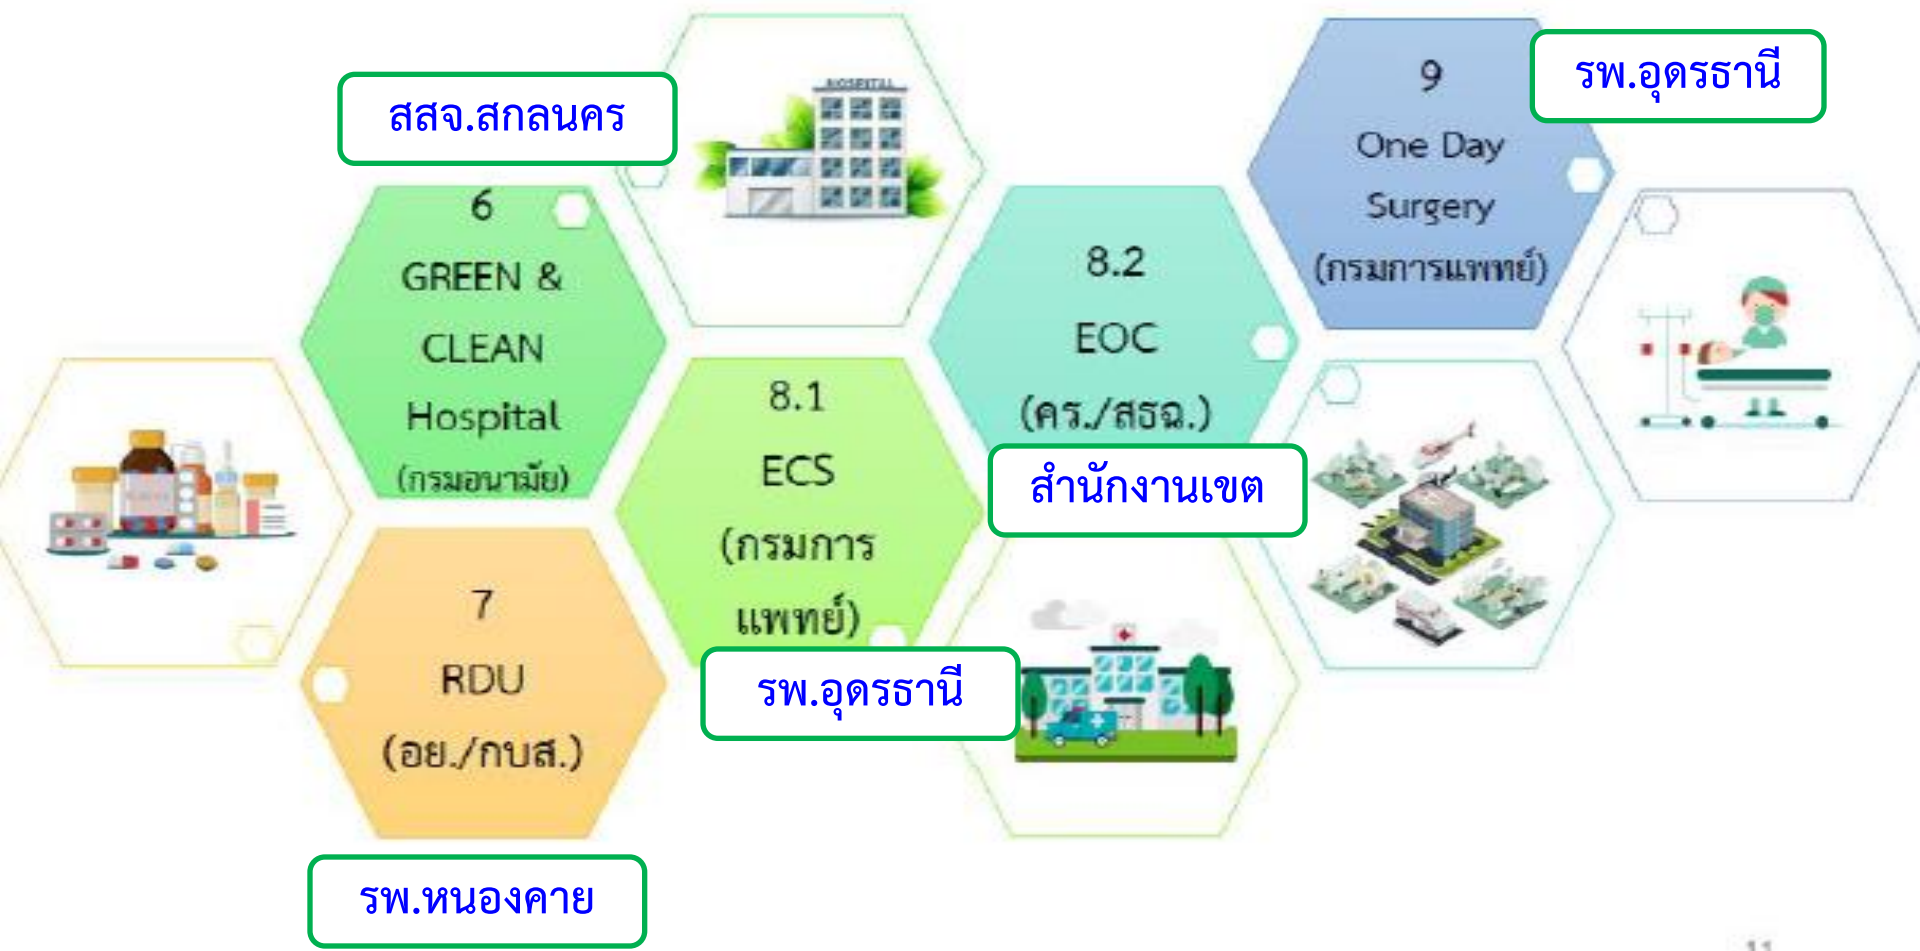 สสจ.สกลนคร
HOSPITAL
6
GREEN &
CLEAN
Hospital
(กรมอนามัย)
7
RDU
(อย./กบส.)
รพ.หนองคาย
8.1
ECS
(กรมการ
แพทย์)
รพ.อุดรธานี
8.2
EOC
(คร./สธฉ.)
สำนักงานเขต
9
One Day
Surgery
(กรมการแพทย์)
รพ.อุดรธานี
11